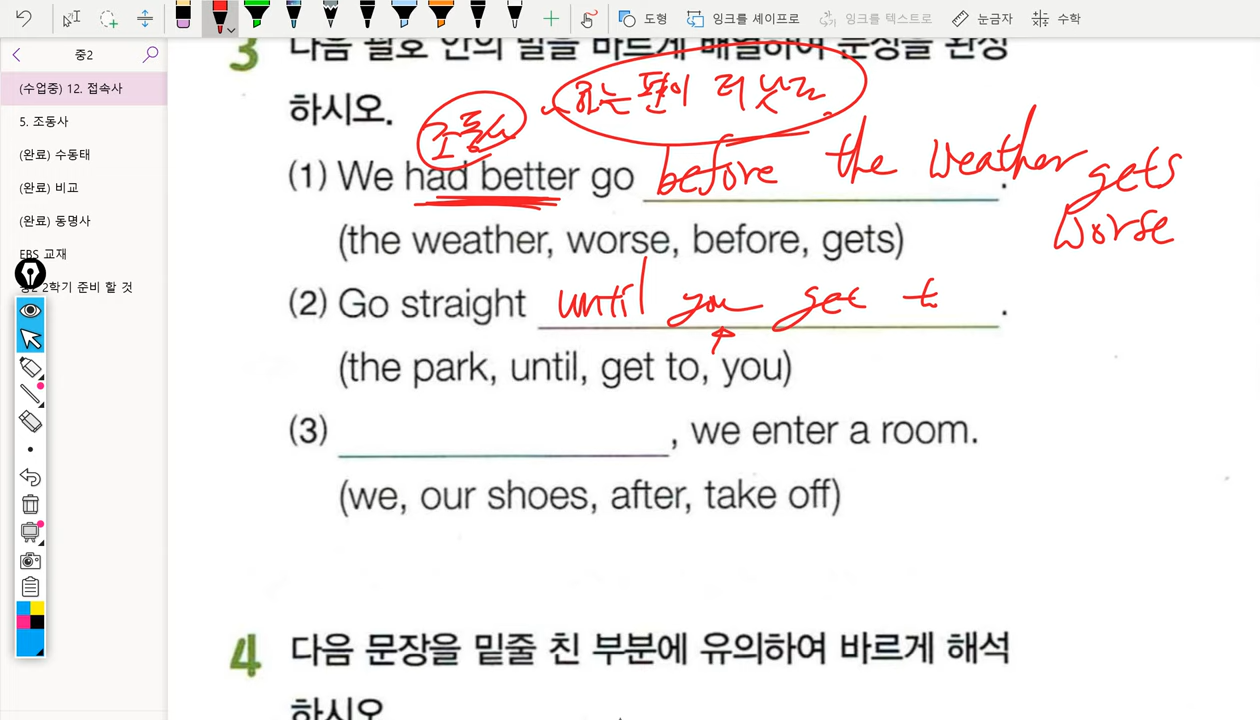 도형 잉크를 셰이프로 잉크를 텍스트로 눈금자 수학
중2
(수업중) 12. 접속사
5. 조동사
(완료) 수동태
(완료) 비교
(완료) 동명사
EBS 교재
2학기 준비 할 것
3 다음 괄호 안의 말을 바르게 배열하여 문장을 완성
하시오.
조동사
하는 편이 더 낫다
(1) We had better go before the weather gets
worse
.
(the weather, worse, before, gets)
(2) Go straight until you get t .
(the park, until, get to, you)
(3) , we enter a room.
(we, our shoes, after, take off)
4 다음 문장을 밑줄 친 부분에 유의하여 바르게 해석
하시오